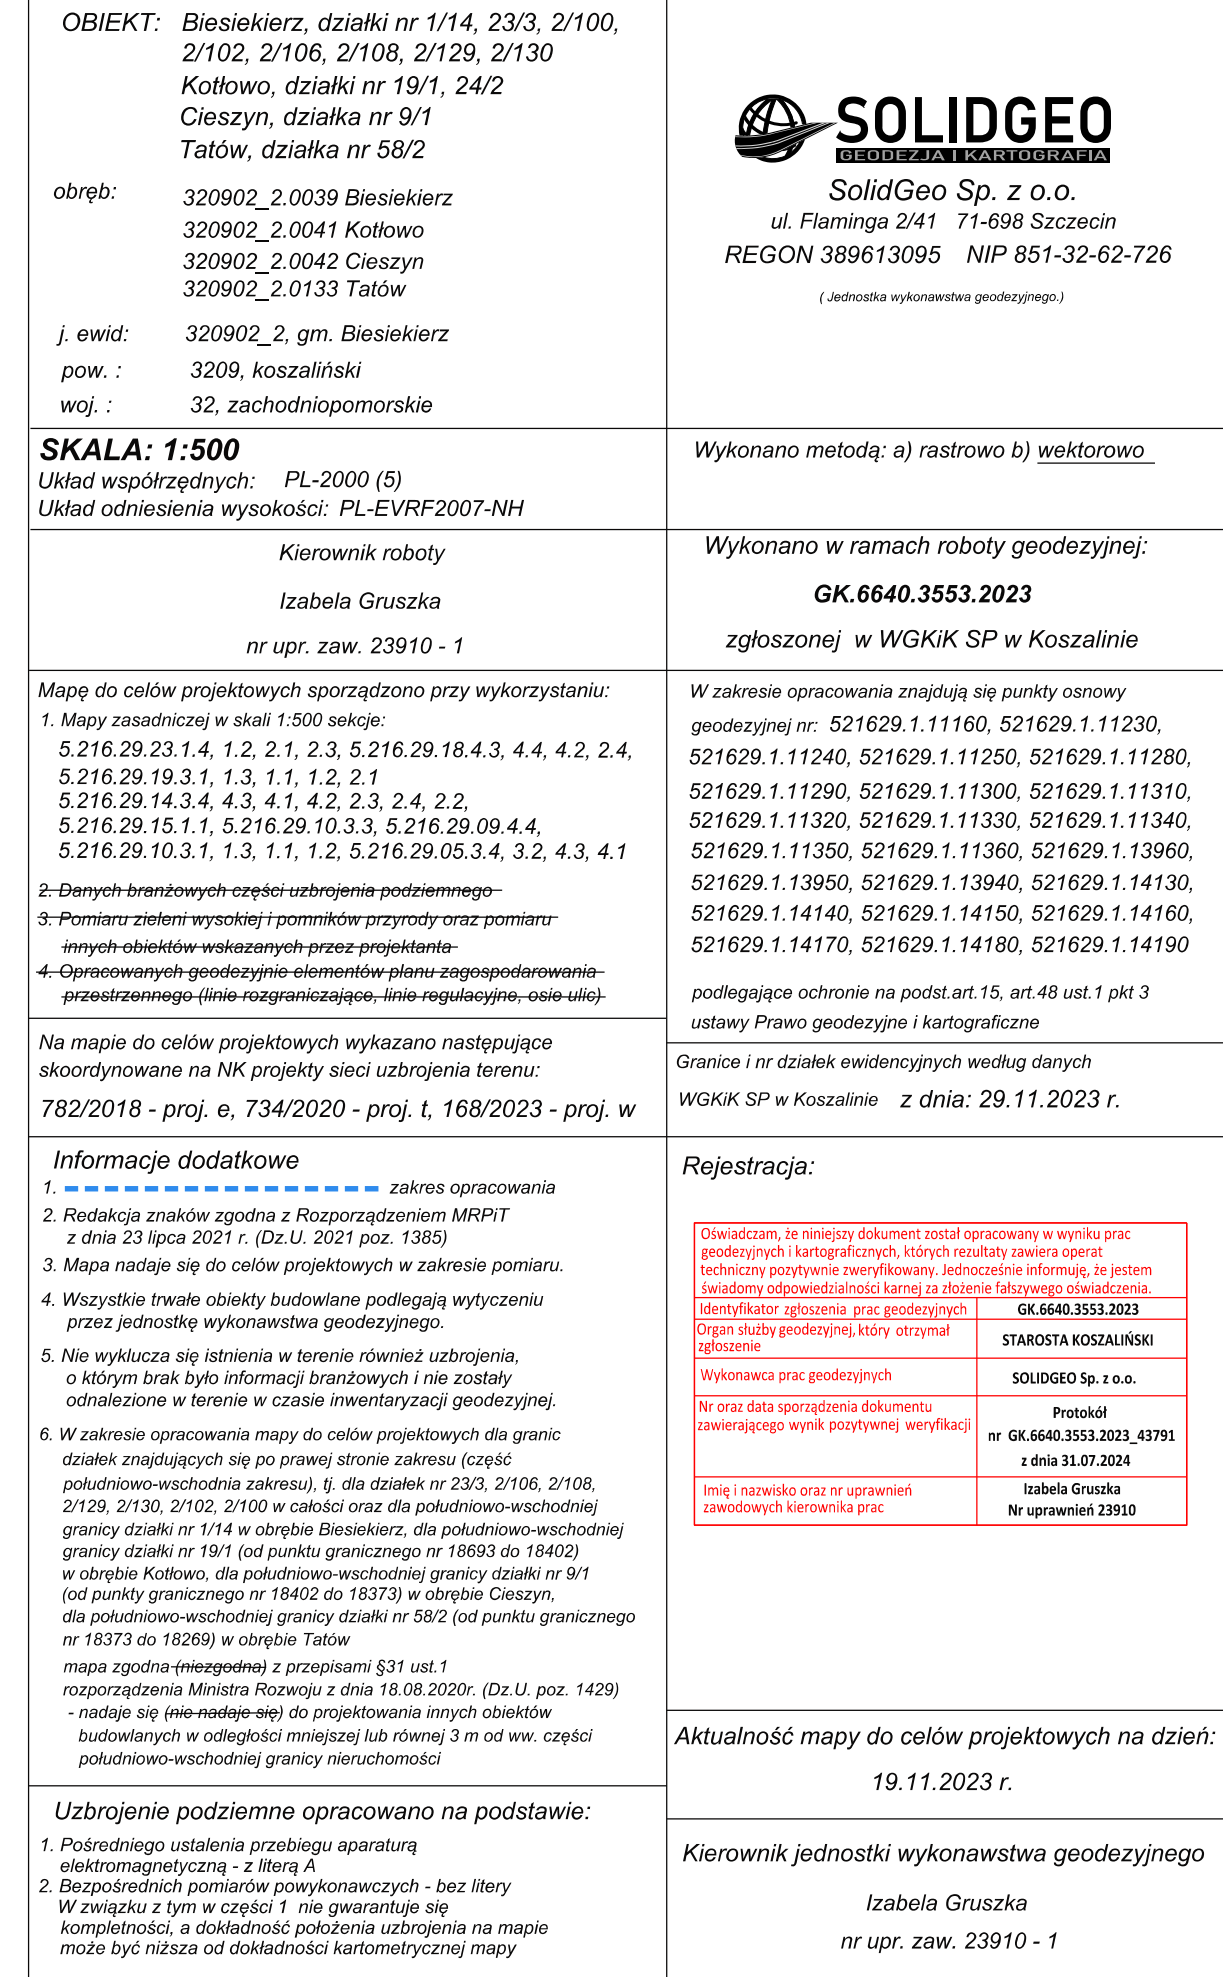 OBIEKT: Biesiekierz, działki nr 1/14, 23/3, 2/100,
2/102, 2/106, 2/108, 2/129, 2/130
Kotłowo, działki nr 19/1, 24/2
Cieszyn, działka nr 9/1
Tatów, działka nr 58/2
obręb: 320902_2.0039 Biesiekierz
320902_2.0041 Kotłowo
320902_2.0042 Cieszyn
320902_2.0133 Tatów
j. ewid: 320902_2, gm. Biesiekierz
pow. : 3209, koszaliński
woj. : 32, zachodniopomorskie
SOLIDGEO
GEODEZJA I KARTOGRAFIA
SolidGeo Sp. z o.o.
ul. Flaminga 2/41 71-698 Szczecin
REGON 389613095 NIP 851-32-62-726
( Jednostka wykonawstwa geodezyjnego.)
SKALA: 1:500
Układ współrzędnych: PL-2000 (5)
Układ odniesienia wysokości: PL-EVRF2007-NH
Wykonano metodą: a) rastrowo b) wektorowo
Kierownik roboty
Izabela Gruszka
nr upr. zaw. 23910 - 1
Wykonano w ramach roboty geodezyjnej:
GK.6640.3553.2023
zgłoszonej w WGKiK SP w Koszalinie
Mapę do celów projektowych sporządzono przy wykorzystaniu:
1. Mapy zasadniczej w skali 1:500 sekcje:
5.216.29.23.1.4, 1.2, 2.1, 2.3, 5.216.29.18.4.3, 4.4, 4.2, 2.4,
5.216.29.19.3.1, 1.3, 1.1, 1.2, 2.1
5.216.29.14.3.4, 4.3, 4.1, 4.2, 2.3, 2.4, 2.2,
5.216.29.15.1.1, 5.216.29.10.3.3, 5.216.29.09.4.4,
5.216.29.10.3.1, 1.3, 1.1, 1.2, 5.216.29.05.3.4, 3.2, 4.3, 4.1
2. Danych branżowych części uzbrojenia podziemnego
3. Pomiaru zieleni wysokiej i pomników przyrody oraz pomiaru
innych obiektów wskazanych przez projektanta
4. Opracowanych geodezyjnie elementów planu zagospodarowania
przestrzennego (linie rozgraniczające, linie regulacyjne, osie ulic)
W zakresie opracowania znajdują się punkty osnowy
geodezyjnej nr: 521629.1.11160, 521629.1.11230,
521629.1.11240, 521629.1.11250, 521629.1.11280,
521629.1.11290, 521629.1.11300, 521629.1.11310,
521629.1.11320, 521629.1.11330, 521629.1.11340,
521629.1.11350, 521629.1.11360, 521629.1.13960,
521629.1.13950, 521629.1.13940, 521629.1.14130,
521629.1.14140, 521629.1.14150, 521629.1.14160,
521629.1.14170, 521629.1.14180, 521629.1.14190
podlegające ochronie na podst.art.15, art.48 ust.1 pkt 3
ustawy Prawo geodezyjne i kartograficzne
Na mapie do celów projektowych wykazano następujące
skoordynowane na NK projekty sieci uzbrojenia terenu:
782/2018 - proj. e, 734/2020 - proj. t, 168/2023 - proj. w
Granice i nr działek ewidencyjnych według danych
WGKiK SP w Koszalinie z dnia: 29.11.2023 r.
Informacje dodatkowe
1. zakres opracowania
2. Redakcja znaków zgodna z Rozporządzeniem MRPiT
z dnia 23 lipca 2021 r. (Dz.U. 2021 poz. 1385)
3. Mapa nadaje się do celów projektowych w zakresie pomiaru.
4. Wszystkie trwałe obiekty budowlane podlegają wytyczeniu
przez jednostkę wykonawstwa geodezyjnego.
5. Nie wyklucza się istnienia w terenie również uzbrojenia,
o którym brak było informacji branżowych i nie zostały
odnalezione w terenie w czasie inwentaryzacji geodezyjnej.
6. W zakresie opracowania mapy do celów projektowych dla granic
działek znajdujących się po prawej stronie zakresu (część
południowo-wschodnia zakresu), tj. dla działek nr 23/3, 2/106, 2/108,
2/129, 2/130, 2/102, 2/100 w całości oraz dla południowo-wschodniej
granicy działki nr 1/14 w obrębie Biesiekierz, dla południowo-wschodniej
granicy działki nr 19/1 (od punktu granicznego nr 18693 do 18402)
w obrębie Kotłowo, dla południowo-wschodniej granicy działki nr 9/1
(od punkty granicznego nr 18402 do 18373) w obrębie Cieszyn,
dla południowo-wschodniej granicy działki nr 58/2 (od punktu granicznego
nr 18373 do 18269) w obrębie Tatów
mapa zgodna (niezgodna) z przepisami §31 ust.1
rozporządzenia Ministra Rozwoju z dnia 18.08.2020r. (Dz.U. poz. 1429)
- nadaje się (nie nadaje się) do projektowania innych obiektów
budowlanych w odległości mniejszej lub równej 3 m od ww. części
południowo-wschodniej granicy nieruchomości
Rejestracja:
Oświadczam, że niniejszy dokument został opracowany w wyniku prac
geodezyjnych i kartograficznych, których rezultaty zawiera operat
techniczny pozytywnie zweryfikowany. Jednocześnie informuję, że jestem
świadomy odpowiedzialności karnej za złożenie fałszywego oświadczenia.
Identyfikator zgłoszenia prac geodezyjnych GK.6640.3553.2023
Organ służby geodezyjnej, który otrzymał
zgłoszenie STAROSTA KOSZALIŃSKI
Wykonawca prac geodezyjnych SOLIDGEO Sp. z o.o.
Nr oraz data sporządzenia dokumentu
zawierającego wynik pozytywnej weryfikacji
Protokół
nr GK.6640.3553.2023_43791
z dnia 31.07.2024
Imię i nazwisko oraz nr uprawnień
zawodowych kierownika prac
Izabela Gruszka
Nr uprawnień 23910
Aktualność mapy do celów projektowych na dzień:
19.11.2023 r.
Uzbrojenie podziemne opracowano na podstawie:
1. Pośredniego ustalenia przebiegu aparaturą
elektromagnetyczną - z literą A
2. Bezpośrednich pomiarów powykonawczych - bez litery
W związku z tym w części 1 nie gwarantuje się
kompletności, a dokładność położenia uzbrojenia na mapie
może być niższa od dokładności kartometrycznej mapy
Kierownik jednostki wykonawstwa geodezyjnego
Izabela Gruszka
nr upr. zaw. 23910 - 1